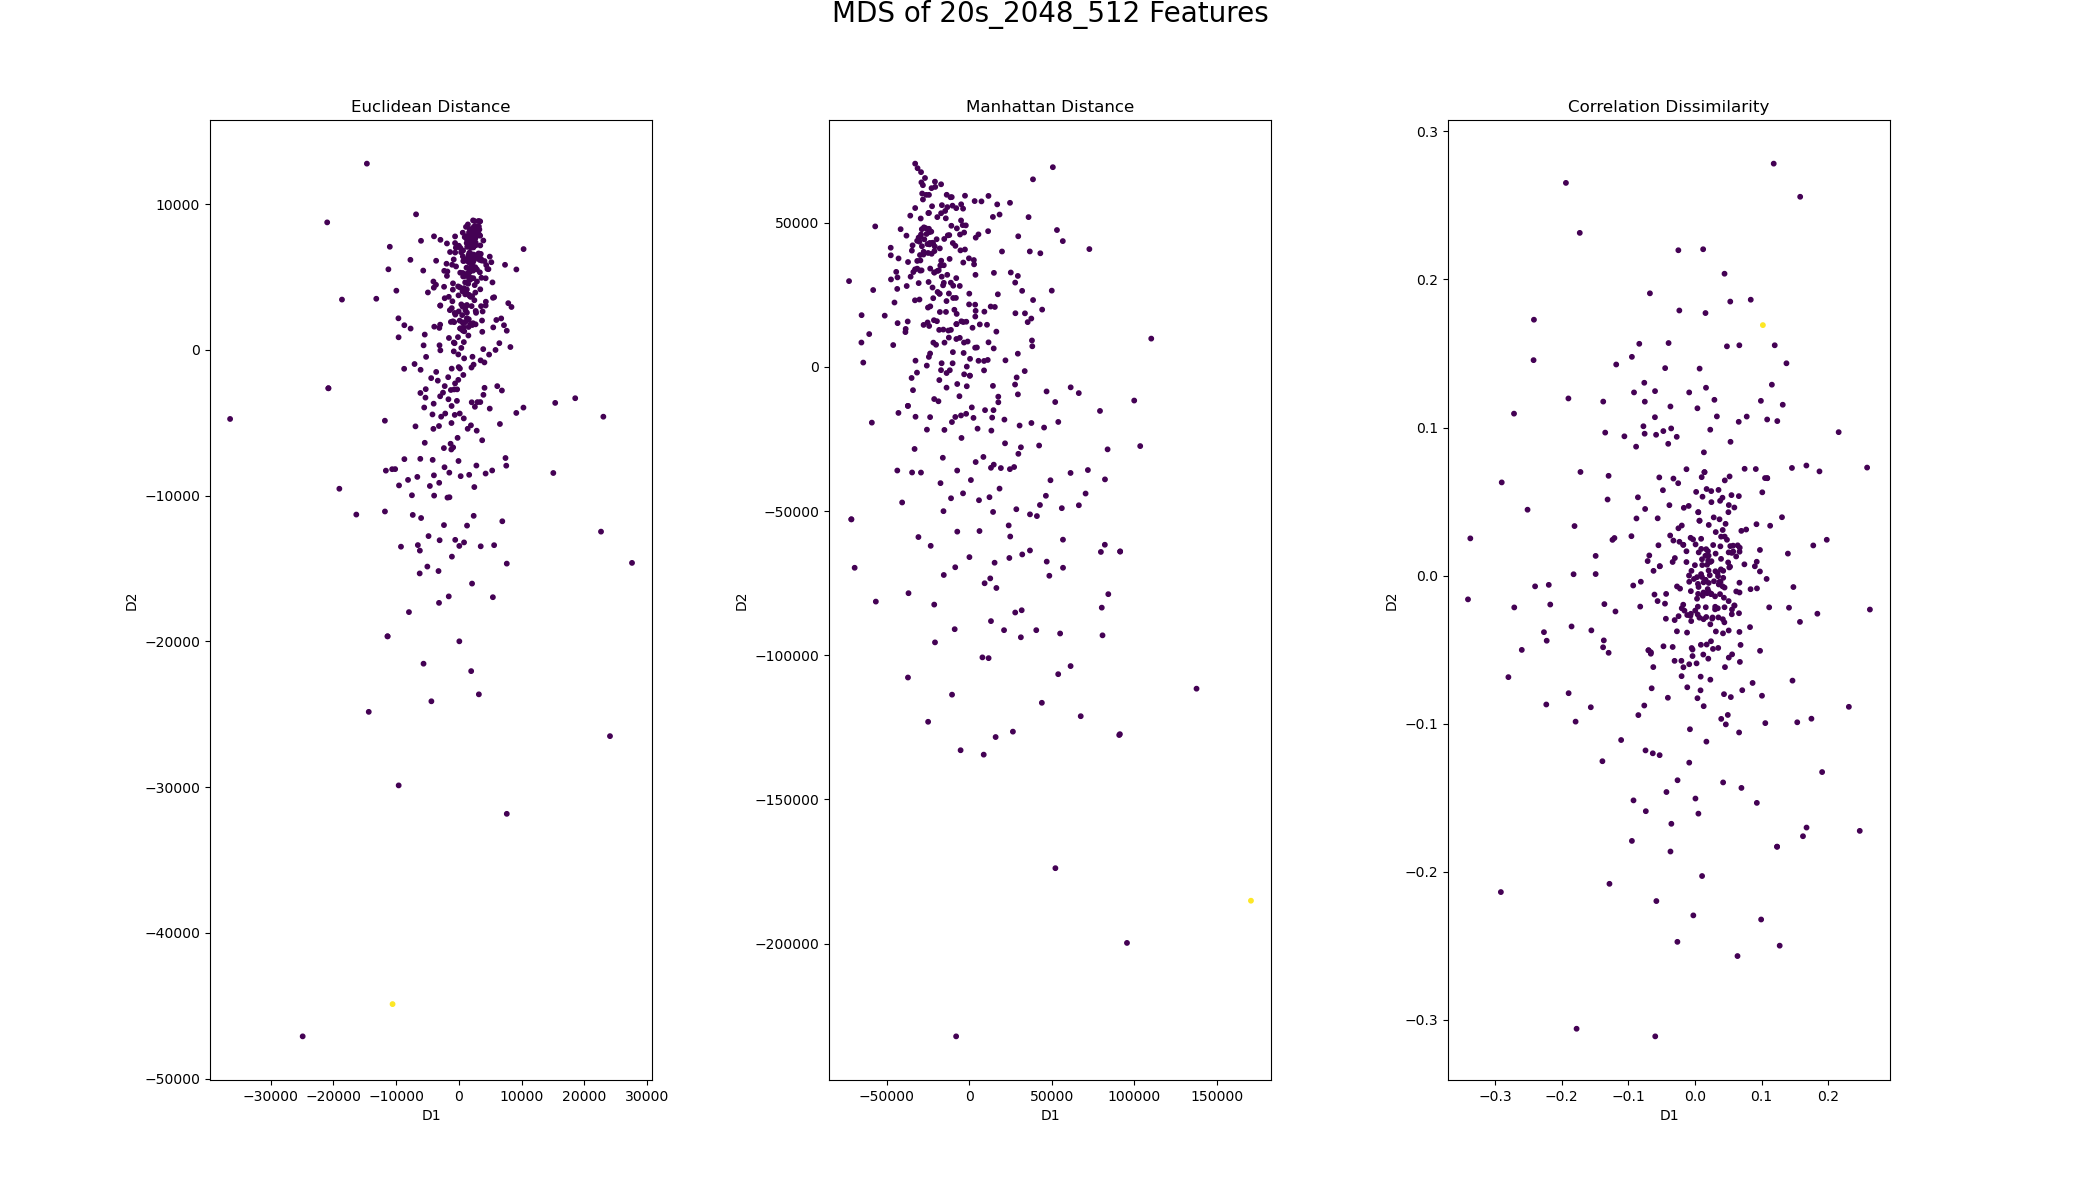 MDS of 20s_2048_512 Features
Euclidean Distance
10000
0
−10000
−20000
−30000
−40000
−50000
D2
−30000 −20000 −10000 0 10000 20000 30000
D1
Manhattan Distance
50000
0
−50000
−100000
−150000
−200000
D2
−50000 0 50000 100000 150000
D1
Correlation Dissimilarity
0.3
0.2
0.1
0.0
−0.1
−0.2
−0.3
D2
−0.3 −0.2 −0.1 0.0 0.1 0.2
D1